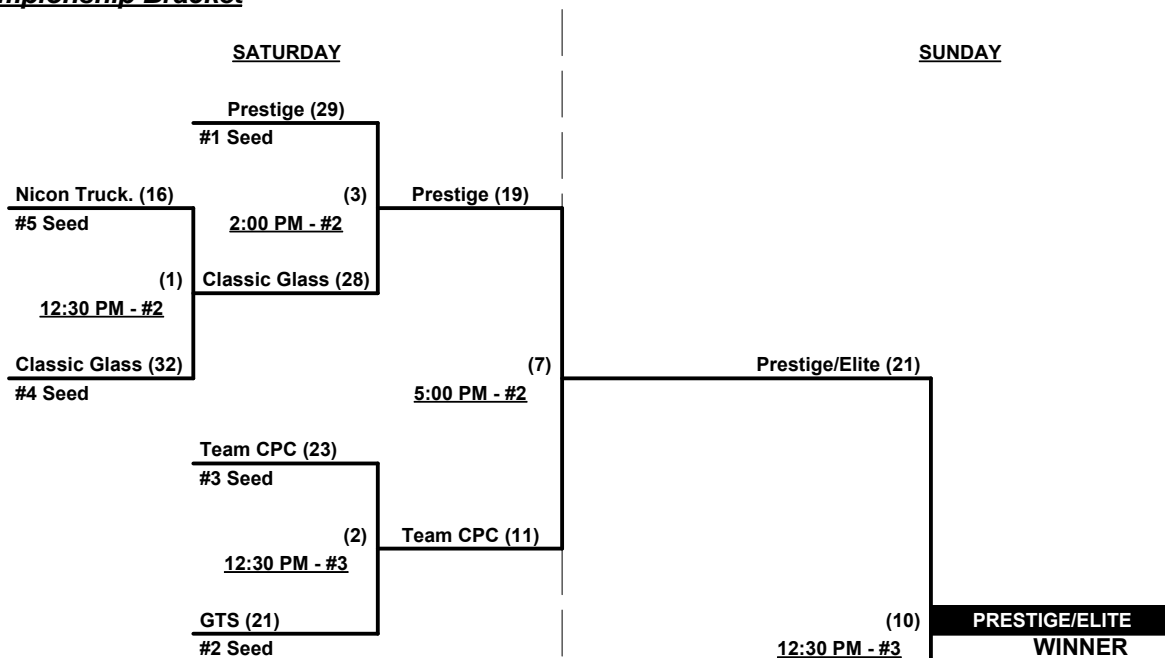 Championship Bracket
SATURDAY
SUNDAY
Prestige (29)
#1 Seed
Nicon Truck. (16)
(3)
Prestige (19)
#5 Seed
2:00 PM - #2
(1)
Classic Glass (28)
12:30 PM - #2
Classic Glass (32)
(7)
Prestige/Elite (21)
#4 Seed
5:00 PM - #2
Team CPC (23)
#3 Seed
(2)
Team CPC (11)
12:30 PM - #3
GTS (21)
(10)
PRESTIGE/ELITE
#2 Seed
12:30 PM - #3
WINNER